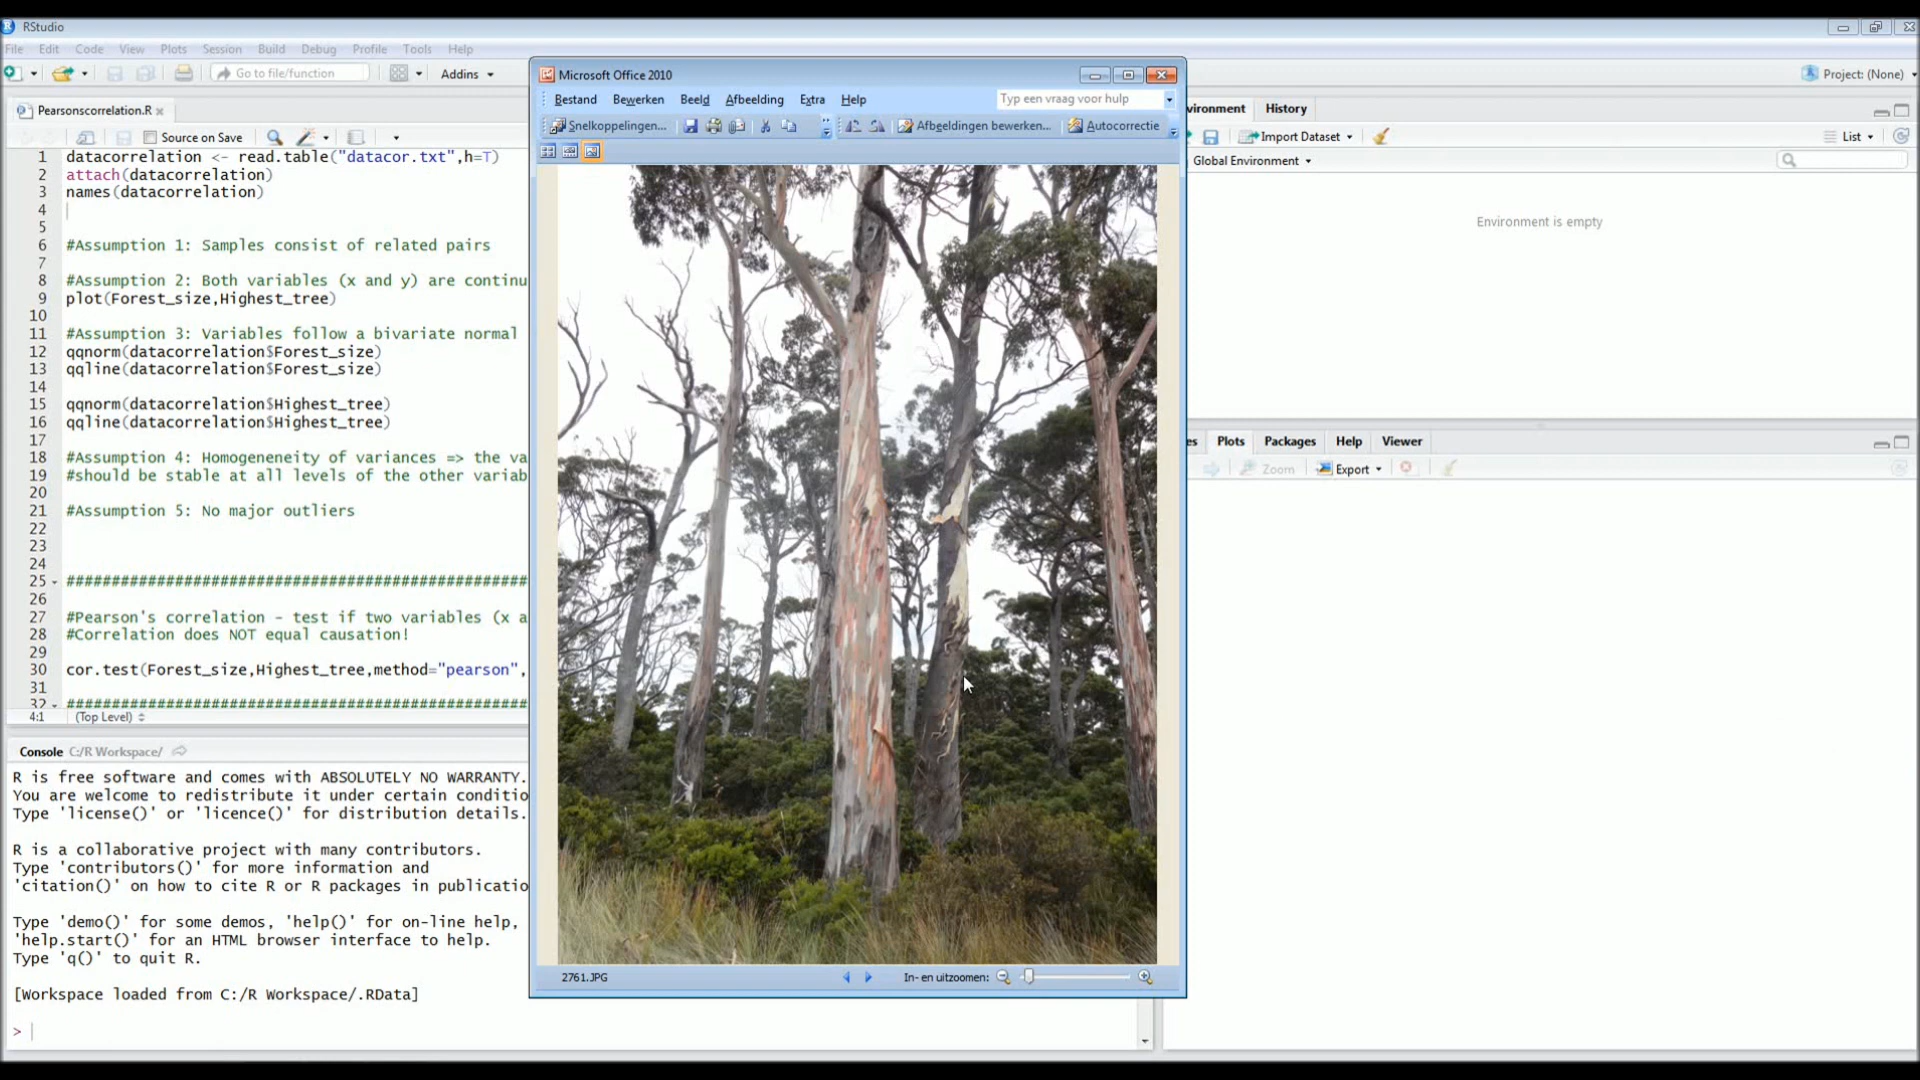 RStudio
File Edit Code View Plots Session Build Debug Profile Tools Help
Go to file/function Addins Project: (None)
Pearsonscorrelation.R
Source on Save
1 datacorrelation <- read.table("datacor.txt",h=T)
2 attach(datacorrelation)
3 names(datacorrelation)
4
5
6 #Assumption 1: Samples consist of related pairs
7
8 #Assumption 2: Both variables (x and y) are continu
9 plot(Forest_size,Highest_tree)
10
11 #Assumption 3: Variables follow a bivariate normal
12 qqnorm(datacorrelation$Forest_size)
13 qqline(datacorrelation$Forest_size)
14
15 qqnorm(datacorrelation$Highest_tree)
16 qqline(datacorrelation$Highest_tree)
17
18 #Assumption 4: Homogeneneity of variances => the va
19 #should be stable at all levels of the other variab
20
21 #Assumption 5: No major outliers
22
23
24
25 ###################################################
26
27 #Pearson's correlation - test if two variables (x a
28 #Correlation does NOT equal causation!
29
30 cor.test(Forest_size,Highest_tree,method="pearson",
31
32 ###################################################
4:1 (Top Level)
Console C:/R Workspace/
R is free software and comes with ABSOLUTELY NO WARRANTY.
You are welcome to redistribute it under certain conditio
Type 'license()' or 'licence()' for distribution details.
R is a collaborative project with many contributors.
Type 'contributors()' for more information and
'citation()' on how to cite R or R packages in publicatio
Type 'demo()' for some demos, 'help()' for on-line help,
'help.start()' for an HTML browser interface to help.
Type 'q()' to quit R.
[Workspace loaded from C:/R Workspace/.RData]
>
Microsoft Office 2010
Bestand Bewerken Beeld Afbeelding Extra Help Typ een vraag voor hulp
Snelkoppelingen... Afbeeldingen bewerken... Autocorrectie
2761.JPG In- en uitzoomen:
vironment History
Import Dataset List
Global Environment
Environment is empty
es Plots Packages Help Viewer
Zoom Export